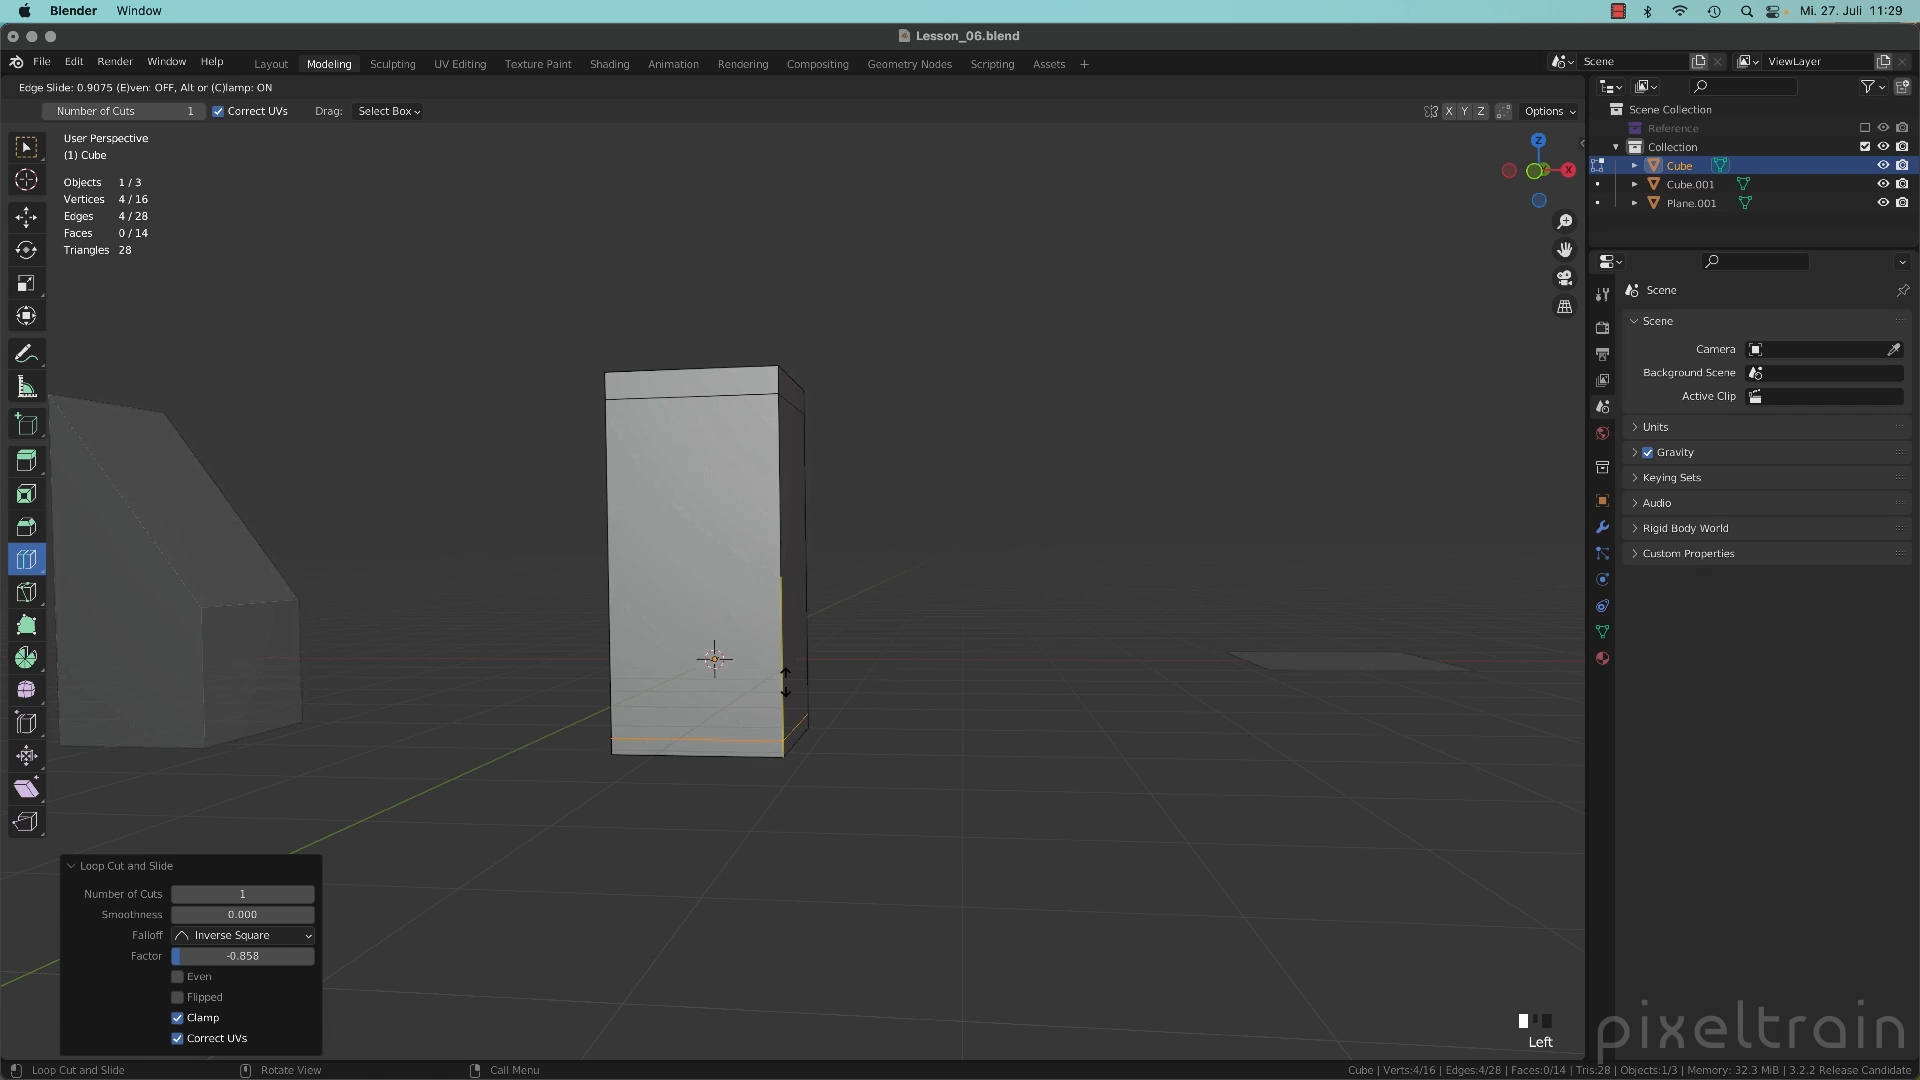 Blender Window
Mi. 27. Juli 11:29
Lesson_06.blend
File Edit Render Window Help
Layout Modeling Sculpting UV Editing Texture Paint Shading Animation Rendering Compositing Geometry Nodes Scripting Assets +
Scene ViewLayer
Edge Slide: 0.9075 (E)ven: OFF, Alt or (C)lamp: ON
Number of Cuts 1 Correct UVs Drag: Select Box
X Y Z Options
User Perspective
(1) Cube
Objects 1 / 3
Vertices 4 / 16
Edges 4 / 28
Faces 0 / 14
Triangles 28
Z
X
Scene Collection
Reference
Collection
Cube
Cube.001
Plane.001
Scene
Scene
Camera
Background Scene
Active Clip
Units
Gravity
Keying Sets
Audio
Rigid Body World
Custom Properties
Loop Cut and Slide
Number of Cuts 1
Smoothness 0.000
Falloff Inverse Square
Factor -0.858
Even
Flipped
Clamp
Correct UVs
Left
pixeltrain
Loop Cut and Slide Rotate View Call Menu
Cube | Verts:4/16 | Edges:4/28 | Faces:0/14 | Tris:28 | Objects:1/3 | Memory: 32.3 MiB | 3.2.2 Release Candidate